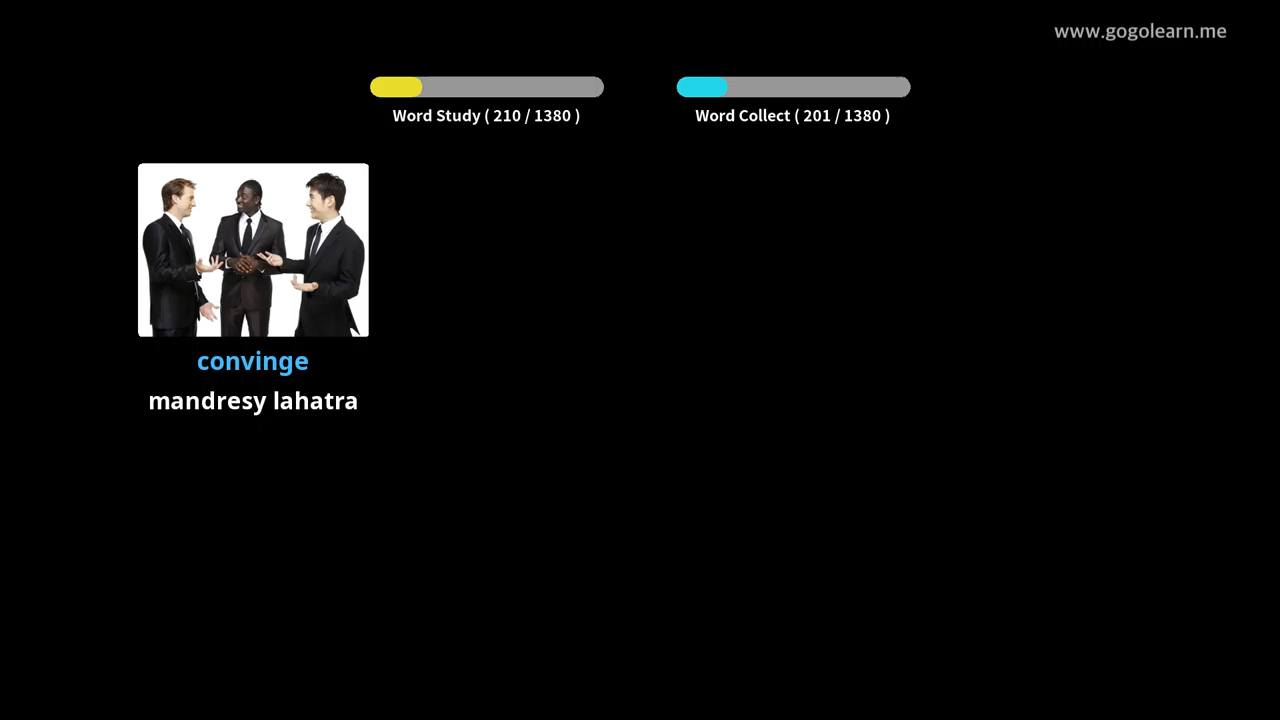 www.gogolearn.me
Word Study ( 210 / 1380 )
Word Collect ( 201 / 1380 )
convinge
mandresy lahatra